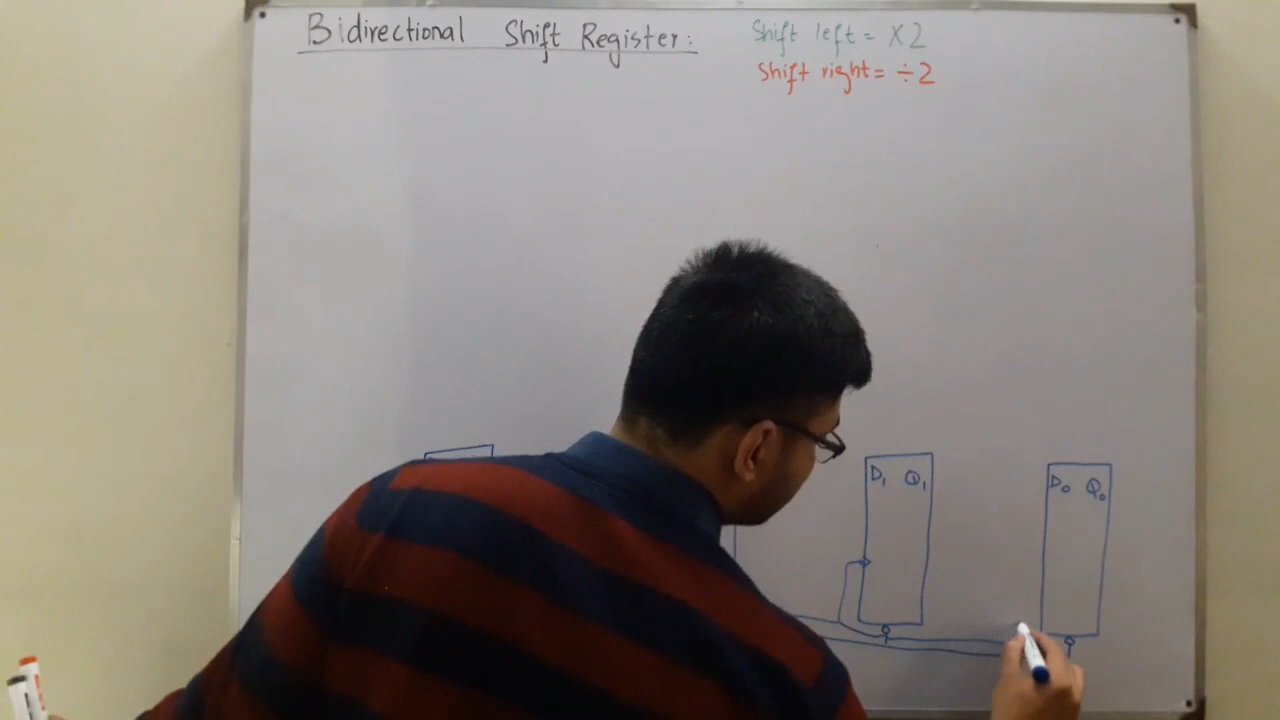 Bidirectional Shift Register:
Shift left = X2
Shift right = ÷2
D₁ Q₁
D₀ Q₀